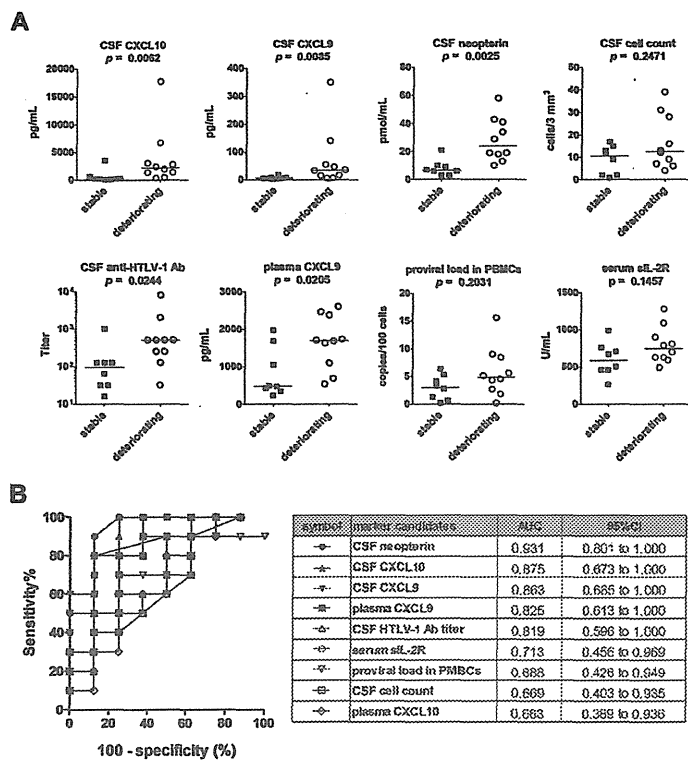 A
CSF CXCL10
p = 0.0062
pg/mL
20000
15000
10000
5000
0
stable
deteriorating
CSF CXCL9
p = 0.0035
pg/mL
400
300
200
100
0
stable
deteriorating
CSF neopterin
p = 0.0025
pmol/mL
80
60
40
20
0
stable
deteriorating
CSF cell count
p = 0.2471
cells/3 mm³
50
40
30
20
10
0
stable
deteriorating
CSF anti-HTLV-1 Ab
p = 0.0244
Titer
10⁴
10³
10²
10¹
stable
deteriorating
plasma CXCL9
p = 0.0205
pg/mL
3000
2000
1000
0
stable
deteriorating
proviral load in PBMCs
p = 0.2031
copies/100 cells
20
15
10
5
0
stable
deteriorating
serum sIL-2R
p = 0.1457
U/mL
1500
1000
500
0
stable
deteriorating
B
Sensitivity%
100
80
60
40
20
0
0 20 40 60 80 100
100 - specificity (%)
symbol marker candidates AUC 95%CI
CSF neopterin 0.931 0.801 to 1.000
CSF CXCL10 0.875 0.673 to 1.000
CSF CXCL9 0.863 0.685 to 1.000
plasma CXCL9 0.825 0.613 to 1.000
CSF HTLV-1 Ab titer 0.819 0.596 to 1.000
serum sIL-2R 0.713 0.456 to 0.969
proviral load in PMBCs 0.688 0.426 to 0.949
CSF cell count 0.669 0.403 to 0.935
plasma CXCL10 0.663 0.389 to 0.936